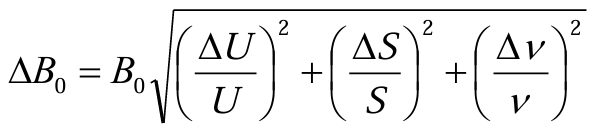 ΔB₀ = B₀√((ΔU/U)² + (ΔS/S)² + (Δν/ν)²)